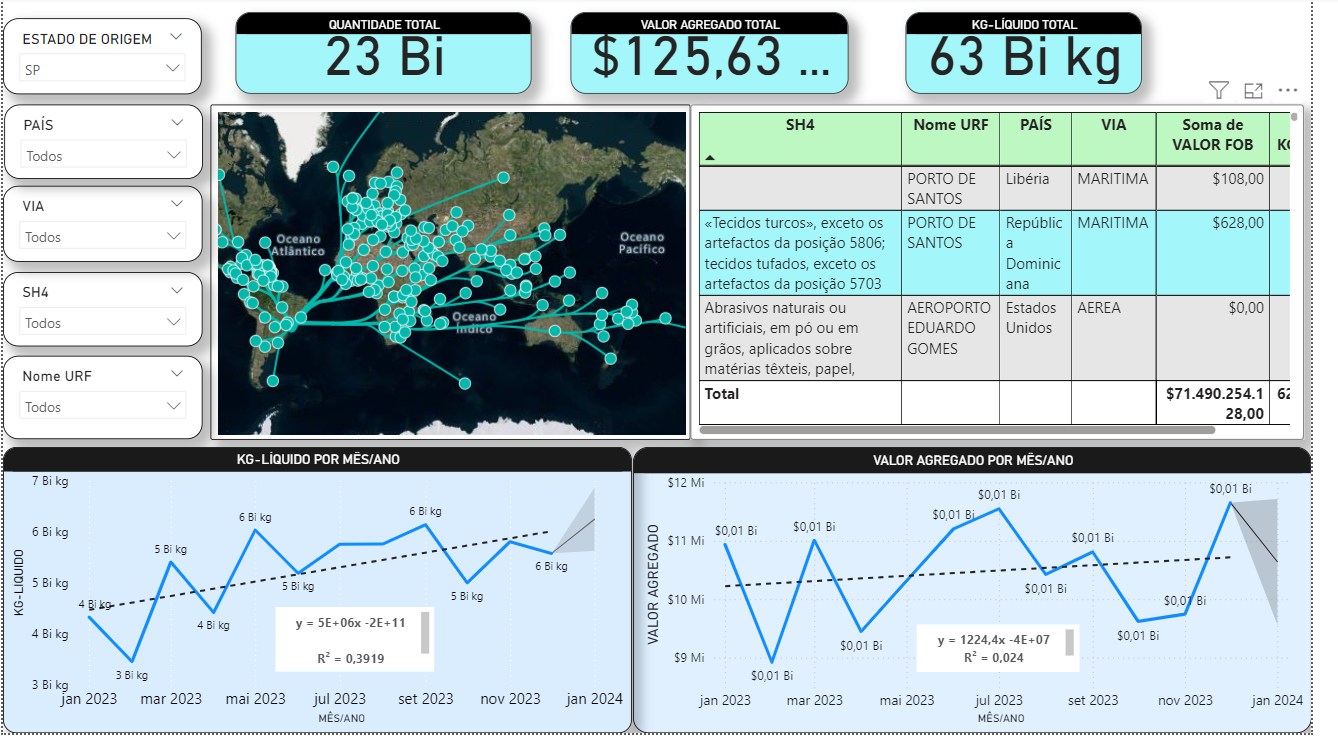 ESTADO DE ORIGEM
SP
QUANTIDADE TOTAL
23 Bi
VALOR AGREGADO TOTAL
$125,63 ...
KG-LÍQUIDO TOTAL
63 Bi kg
PAÍS
Todos
VIA
Todos
SH4
Todos
Nome URF
Todos
Oceano
Atlântico
Oceano
Pacífico
Oceano
Índico
SH4 Nome URF PAÍS VIA Soma de
VALOR FOB
PORTO DE Libéria MARITIMA $108,00
SANTOS
«Tecidos turcos», exceto os PORTO DE Repúblic MARITIMA $628,00
artefactos da posição 5806; SANTOS a
tecidos tufados, exceto os Dominic
artefactos da posição 5703 ana
Abrasivos naturais ou AEROPORTO Estados AEREA $0,00
artificiais, em pó ou em EDUARDO Unidos
grãos, aplicados sobre GOMES
matérias têxteis, papel,
Total $71.490.254.1 62
28,00
KG-LÍQUIDO POR MÊS/ANO
KG-LIQUIDO
7 Bi kg
6 Bi kg
5 Bi kg
4 Bi kg
3 Bi kg
4 Bi kg
3 Bi kg
5 Bi kg
4 Bi kg
6 Bi kg
5 Bi kg
6 Bi kg
5 Bi kg
6 Bi kg
y = 5E+06x -2E+11
R² = 0,3919
jan 2023 mar 2023 mai 2023 jul 2023 set 2023 nov 2023 jan 2024
MÊS/ANO
VALOR AGREGADO POR MÊS/ANO
VALOR AGREGADO
$12 Mi
$11 Mi
$10 Mi
$9 Mi
$0,01 Bi
$0,01 Bi
$0,01 Bi
$0,01 Bi
$0,01 Bi
$0,01 Bi
$0,01 Bi
$0,01 Bi
$0,01 Bi
$0,01 Bi
$0,01 Bi
y = 1224,4x -4E+07
R² = 0,024
jan 2023 mar 2023 mai 2023 jul 2023 set 2023 nov 2023 jan 2024
MÊS/ANO